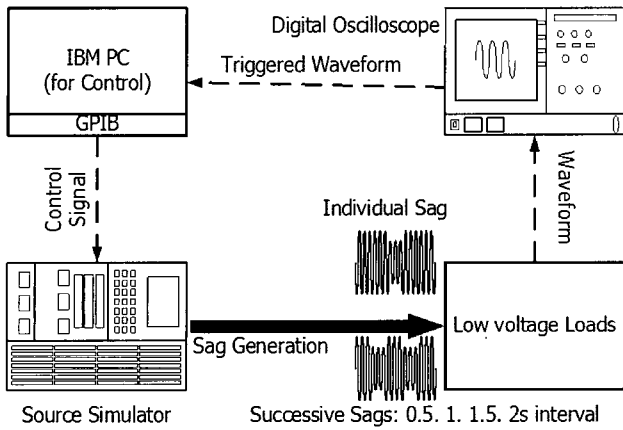 Digital Oscilloscope
IBM PC
(for Control)
Triggered Waveform
GPIB
Control
Signal
Waveform
Individual Sag
Low voltage Loads
Sag Generation
Source Simulator
Successive Sags: 0.5. 1. 1.5. 2s interval